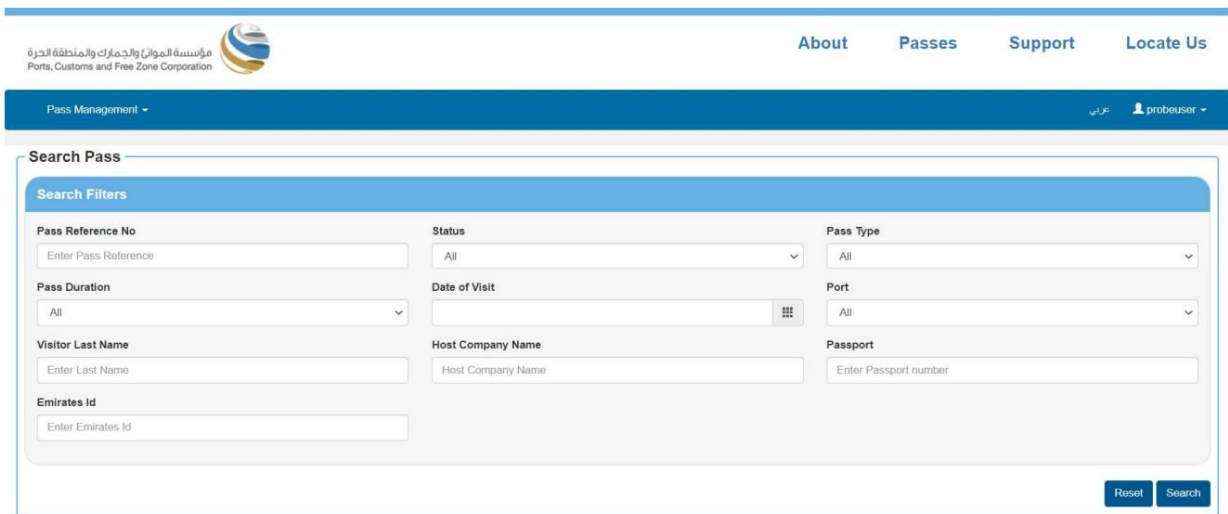 مؤسسة الموانئ والجمارك والمنطقة الحرة
Ports, Customs and Free Zone Corporation
About Passes Support Locate Us
Pass Management عربي probeuser
Search Pass
Search Filters
Pass Reference No Status Pass Type
Enter Pass Reference All All
Pass Duration Date of Visit Port
All All
Visitor Last Name Host Company Name Passport
Enter Last Name Host Company Name Enter Passport number
Emirates Id
Enter Emirates Id
Reset Search